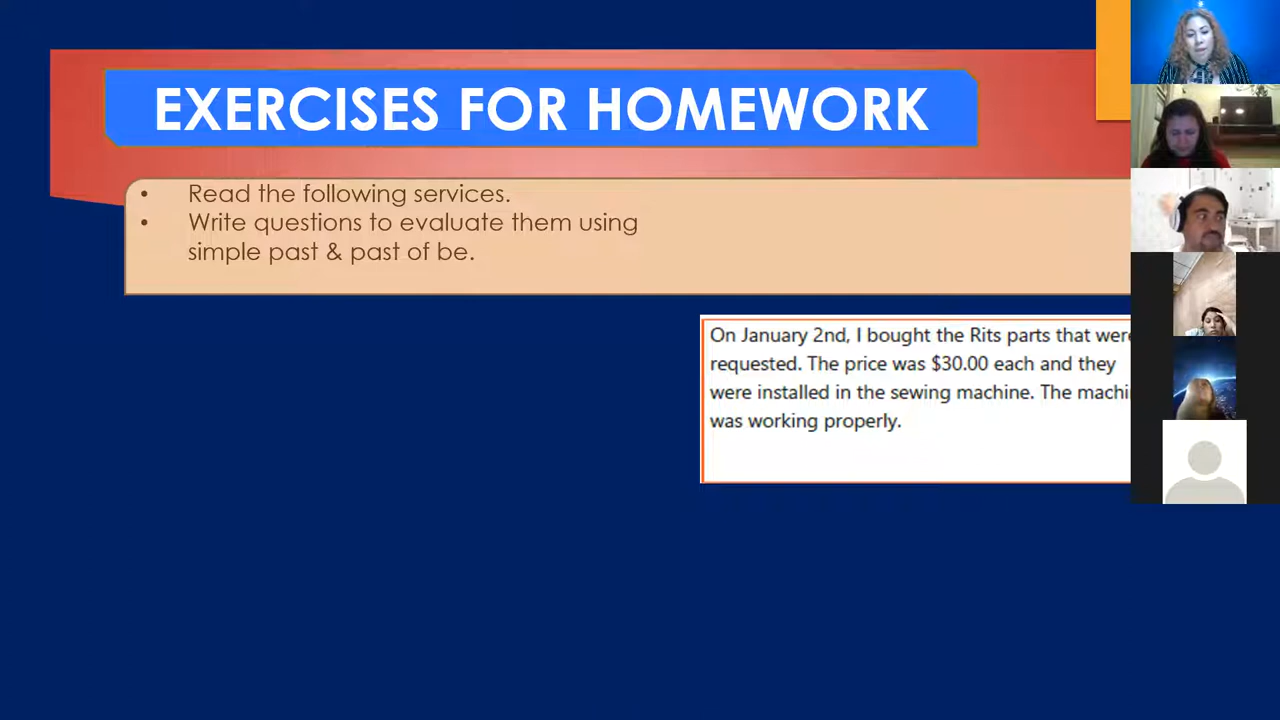 EXERCISES FOR HOMEWORK
• Read the following services.
• Write questions to evaluate them using
simple past & past of be.
On January 2nd, I bought the Rits parts that were
requested. The price was $30.00 each and they
were installed in the sewing machine. The machi
was working properly.